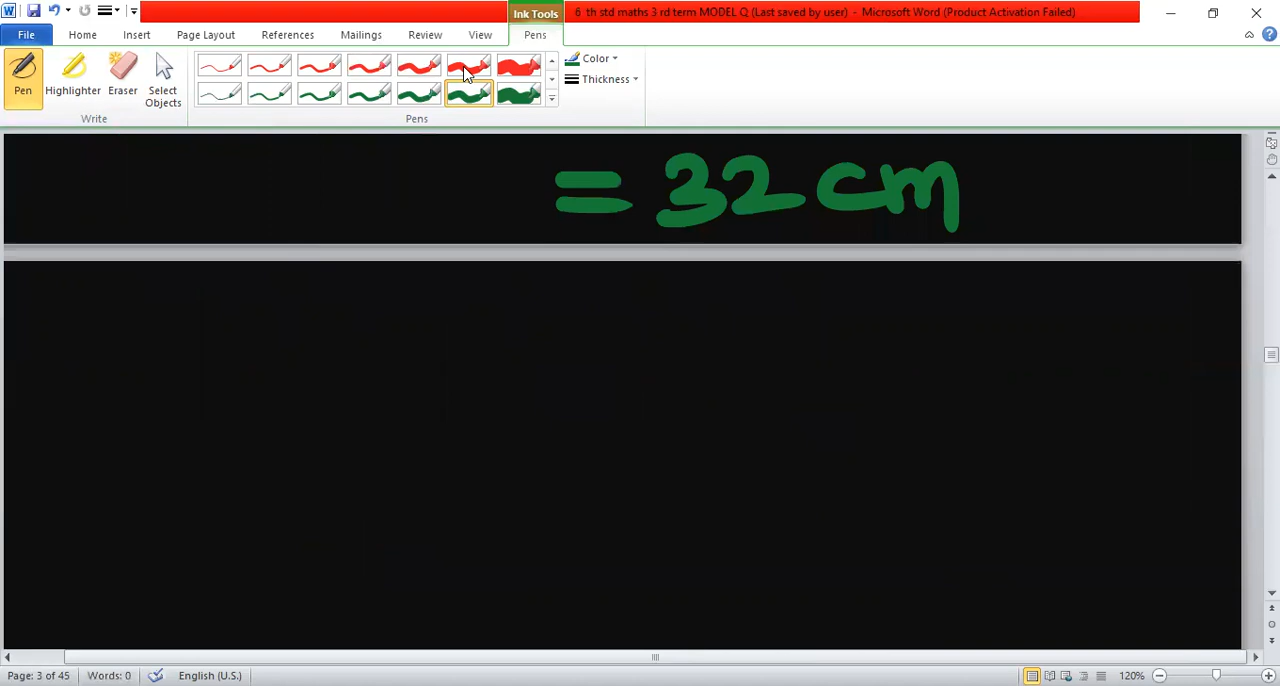 Ink Tools
6 th std maths 3 rd term MODEL Q (Last saved by user) - Microsoft Word (Product Activation Failed)
File Home Insert Page Layout References Mailings Review View Pens
Pen Highlighter Eraser Select Objects
Color
Thickness
Write Pens
= 32 cm
Page: 3 of 45 Words: 0 English (U.S.) 120%